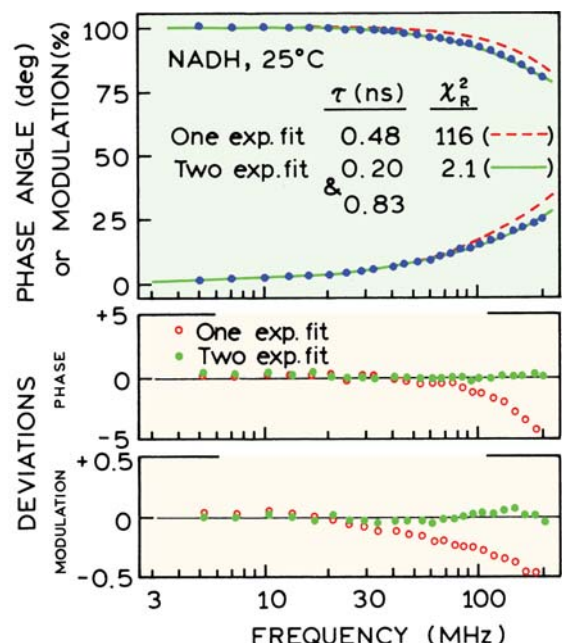 PHASE ANGLE (deg)
or MODULATION (%)
100
75
50
25
0
NADH, 25°C
τ (ns) χ²R
One exp. fit 0.48 116 (-----)
Two exp. fit 0.20 2.1 (——)
&
0.83
DEVIATIONS
PHASE
+5
0
-5
One exp. fit
Two exp. fit
MODULATION
+0.5
0
-0.5
3 10 30 100
FREQUENCY (MHz)